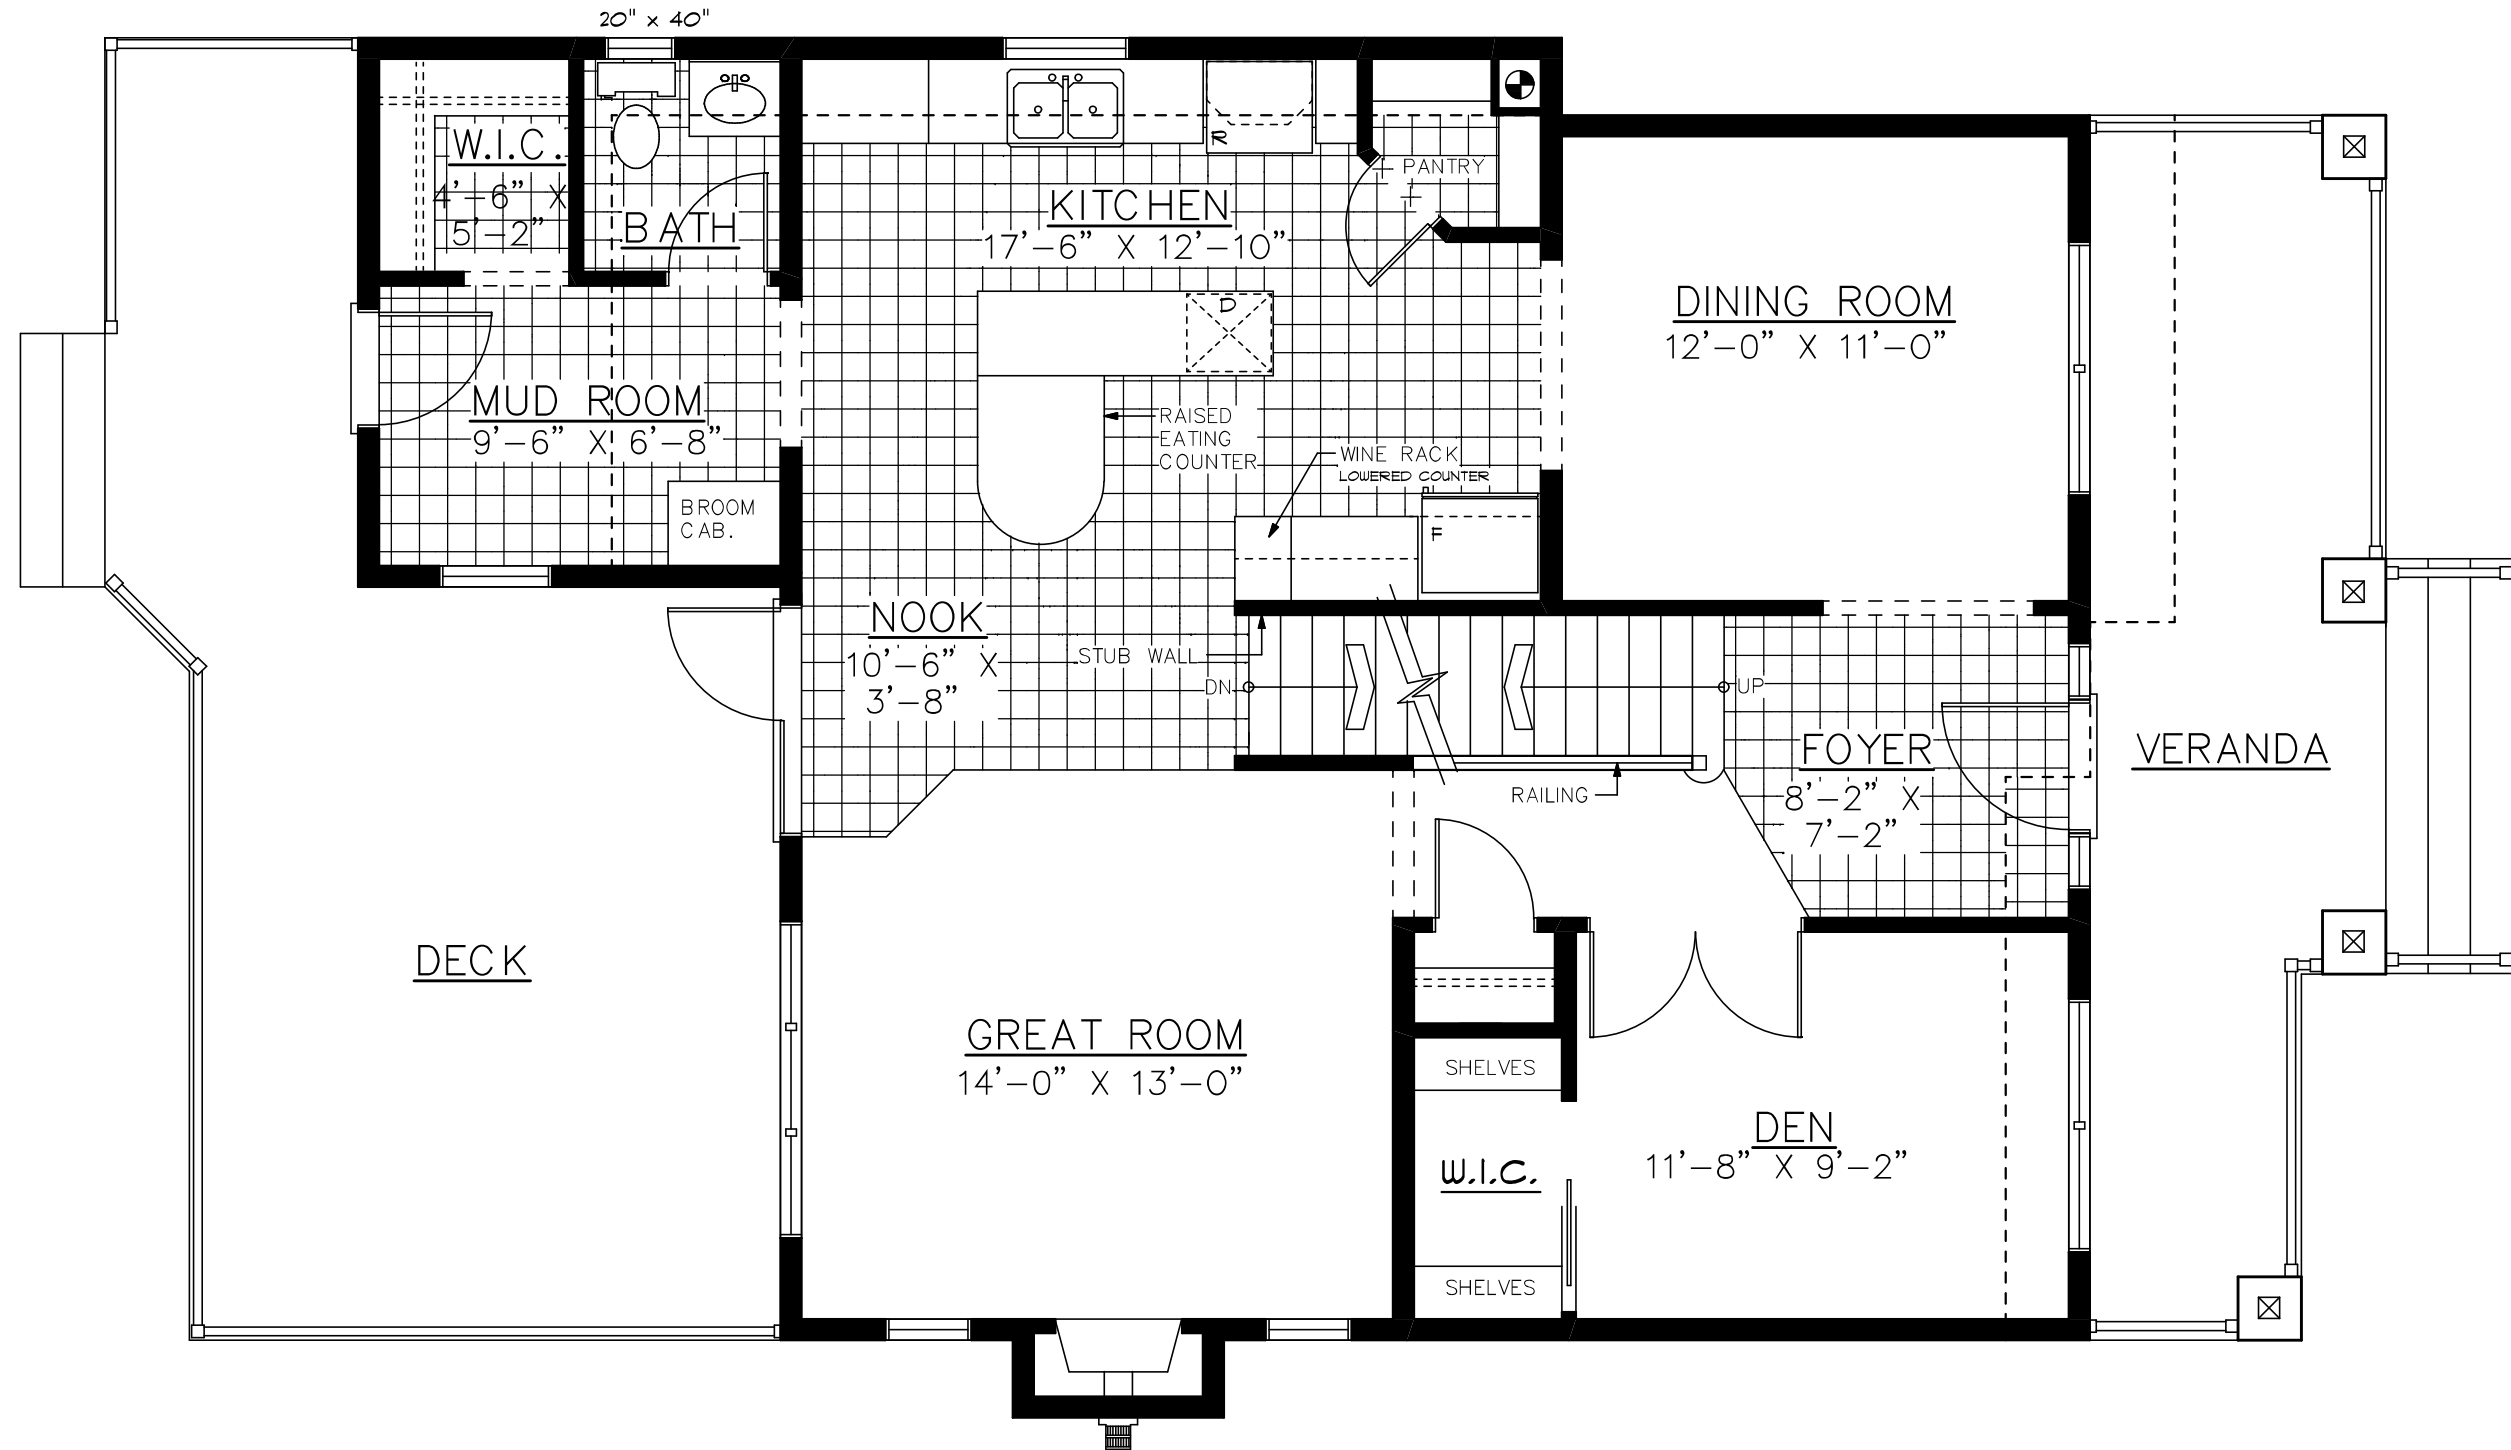 20" x 40"
W.I.C.
4'-6" X
5'-2"
BATH
KITCHEN
17'-6" X 12'-10"
R
PANTRY
DINING ROOM
12'-0" X 11'-0"
D
MUD ROOM
9'-6" X 6'-8"
RAISED
EATING
COUNTER
WINE RACK
LOWERED COUNTER
BROOM
CAB.
F
NOOK
10'-6" X
3'-8"
STUB WALL
DN
UP
FOYER
8'-2" X
7'-2"
VERANDA
RAILING
DECK
GREAT ROOM
14'-0" X 13'-0"
SHELVES
DEN
11'-8" X 9'-2"
W.I.C.
SHELVES